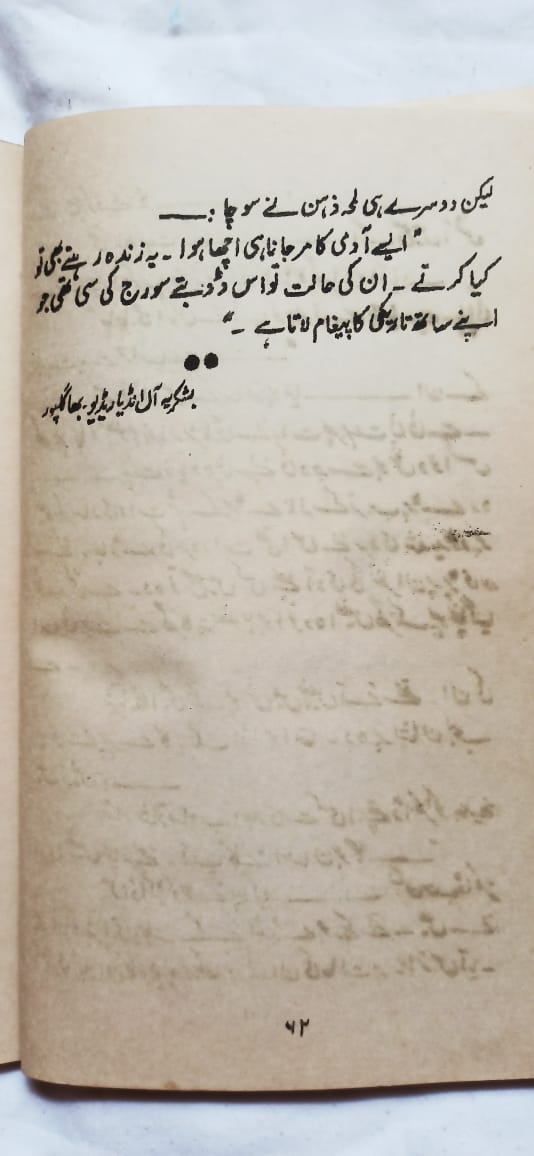 لیکن دوسرے ہی لمحہ ذہن نے سوچا : ــــــ
"ایسے آدمی کا مرجانا ہی اچھا ہوا ۔ یہ زندہ رہتے بھی تو
کیا کرتے ۔ ان کی حالت تو اس ڈوبتے سورج کی سی تھی جو
اپنے ساتھ تاریکی کا پیغام لاتا ہے ۔"
●●
بشکریہ آل انڈیا ریڈیو۔ بھاگلپور
۶۲